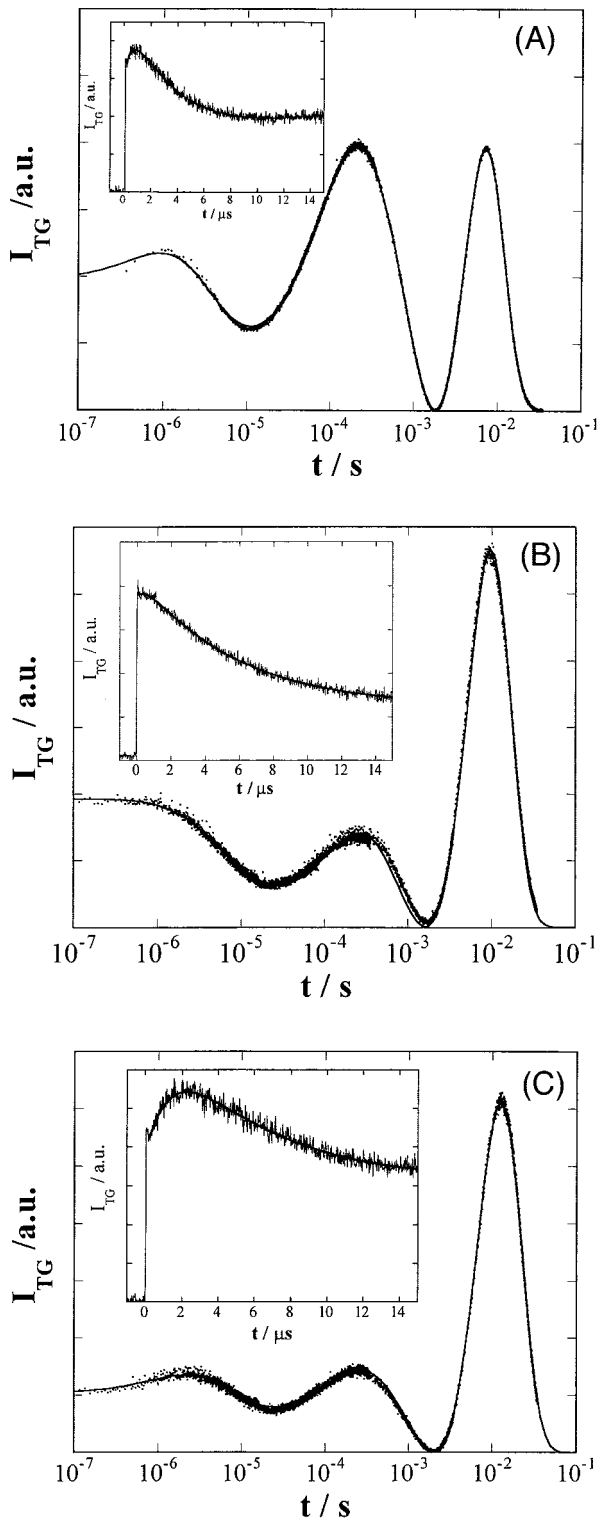 (A)
I_TG / a.u.
0 2 4 6 8 10 12 14
t / μs
I_TG /a.u.
10^-7 10^-6 10^-5 10^-4 10^-3 10^-2 10^-1
t / s
(B)
I_TG / a.u.
0 2 4 6 8 10 12 14
t / μs
I_TG / a.u.
10^-7 10^-6 10^-5 10^-4 10^-3 10^-2 10^-1
t / s
(C)
I_TG / a.u.
0 2 4 6 8 10 12 14
t / μs
I_TG /a.u.
10^-7 10^-6 10^-5 10^-4 10^-3 10^-2 10^-1
t / s